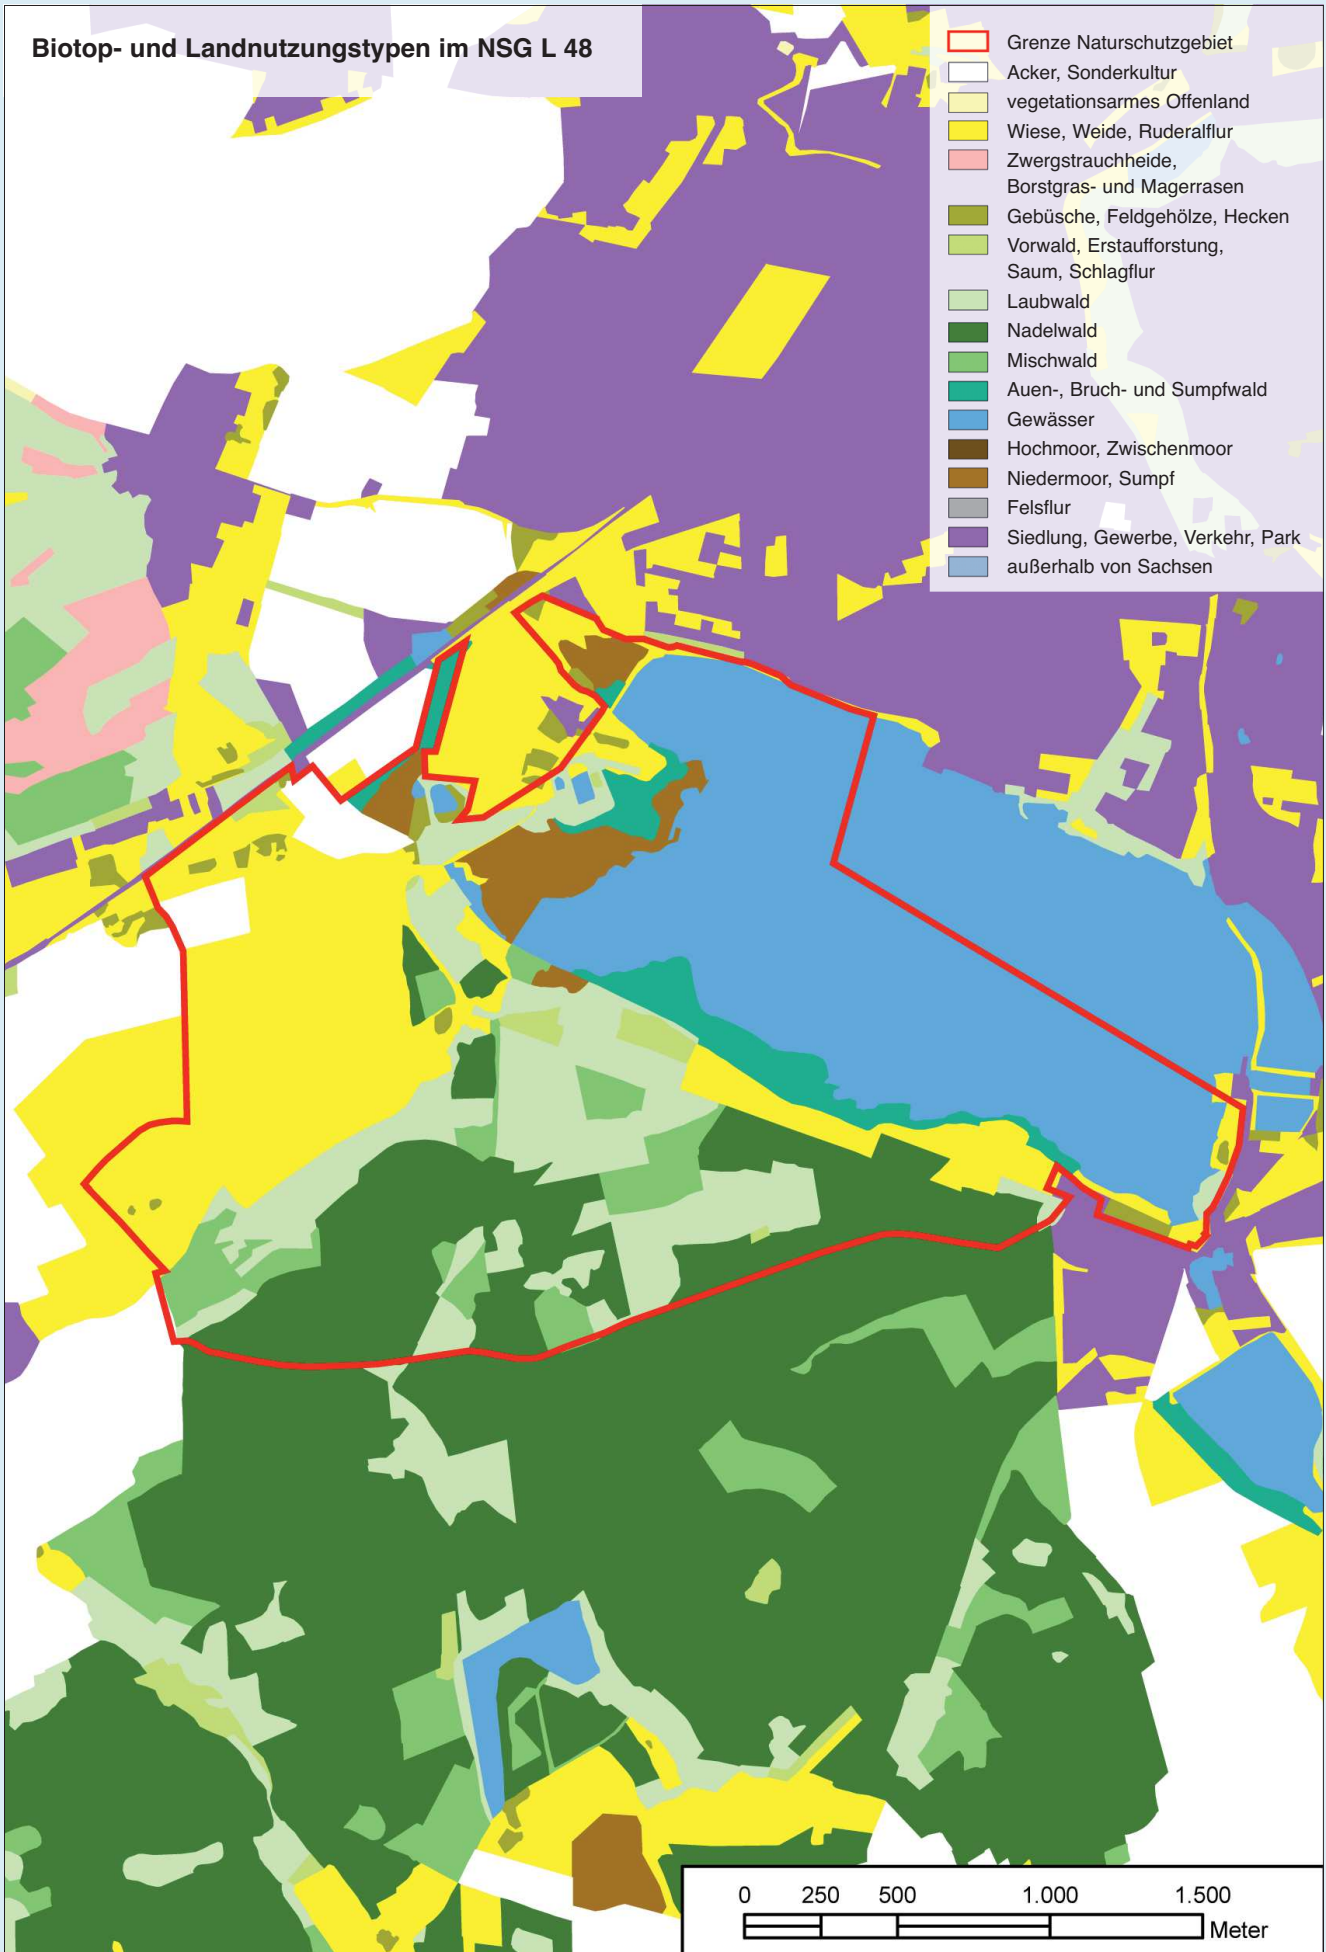 Biotop- und Landnutzungstypen im NSG L 48
Grenze Naturschutzgebiet
Acker, Sonderkultur
vegetationsarmes Offenland
Wiese, Weide, Ruderalflur
Zwergstrauchheide,
Borstgras- und Magerrasen
Gebüsche, Feldgehölze, Hecken
Vorwald, Erstaufforstung,
Saum, Schlagflur
Laubwald
Nadelwald
Mischwald
Auen-, Bruch- und Sumpfwald
Gewässer
Hochmoor, Zwischenmoor
Niedermoor, Sumpf
Felsflur
Siedlung, Gewerbe, Verkehr, Park
außerhalb von Sachsen
0 250 500 1.000 1.500
Meter